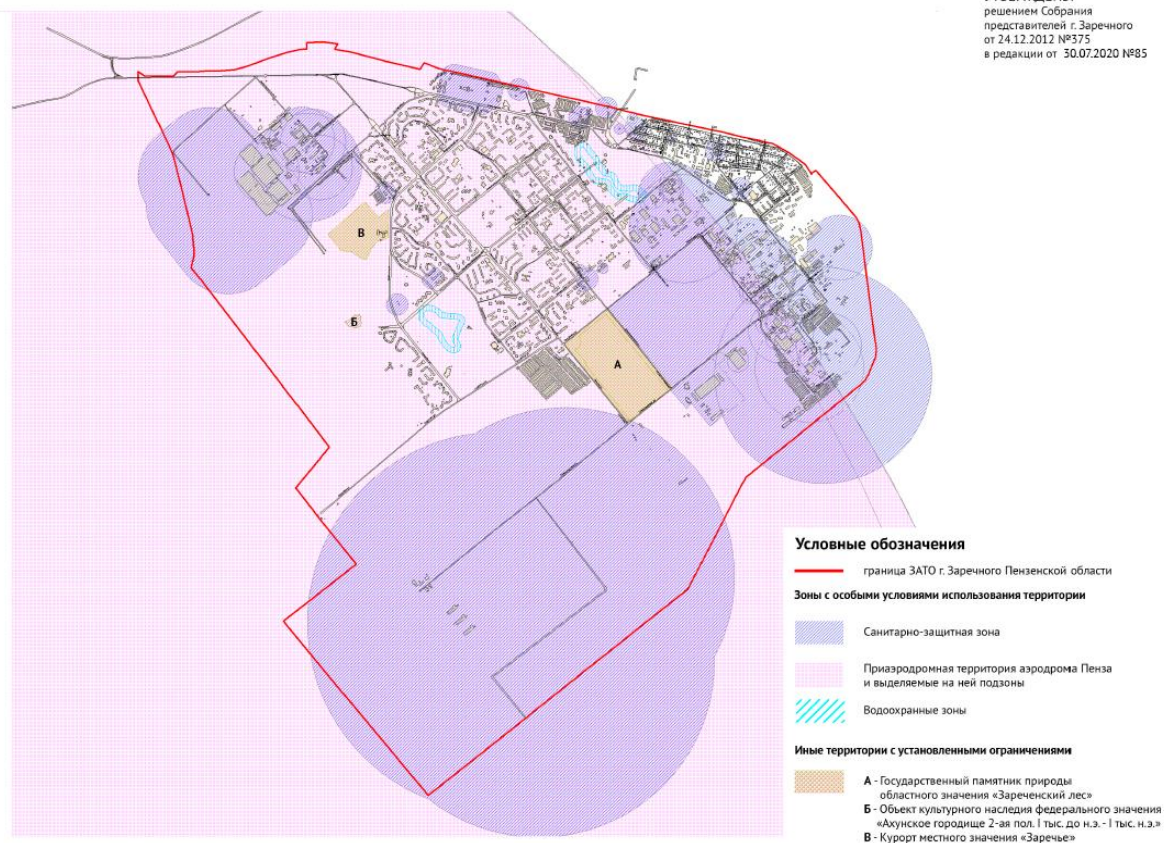 решением Собрания
представителей г. Заречного
от 24.12.2012 №375
в редакции от 30.07.2020 №85
В
Б
А
Условные обозначения
граница ЗАТО г. Заречного Пензенской области
Зоны с особыми условиями использования территории
Санитарно-защитная зона
Приаэродромная территория аэродрома Пенза
и выделяемые на ней подзоны
Водоохранные зоны
Иные территории с установленными ограничениями
А - Государственный памятник природы
областного значения «Зареченский лес»
Б - Объект культурного наследия федерального значения
«Ахунское городище 2-ая пол. I тыс. до н.э. - I тыс. н.э.»
В - Курорт местного значения «Заречье»